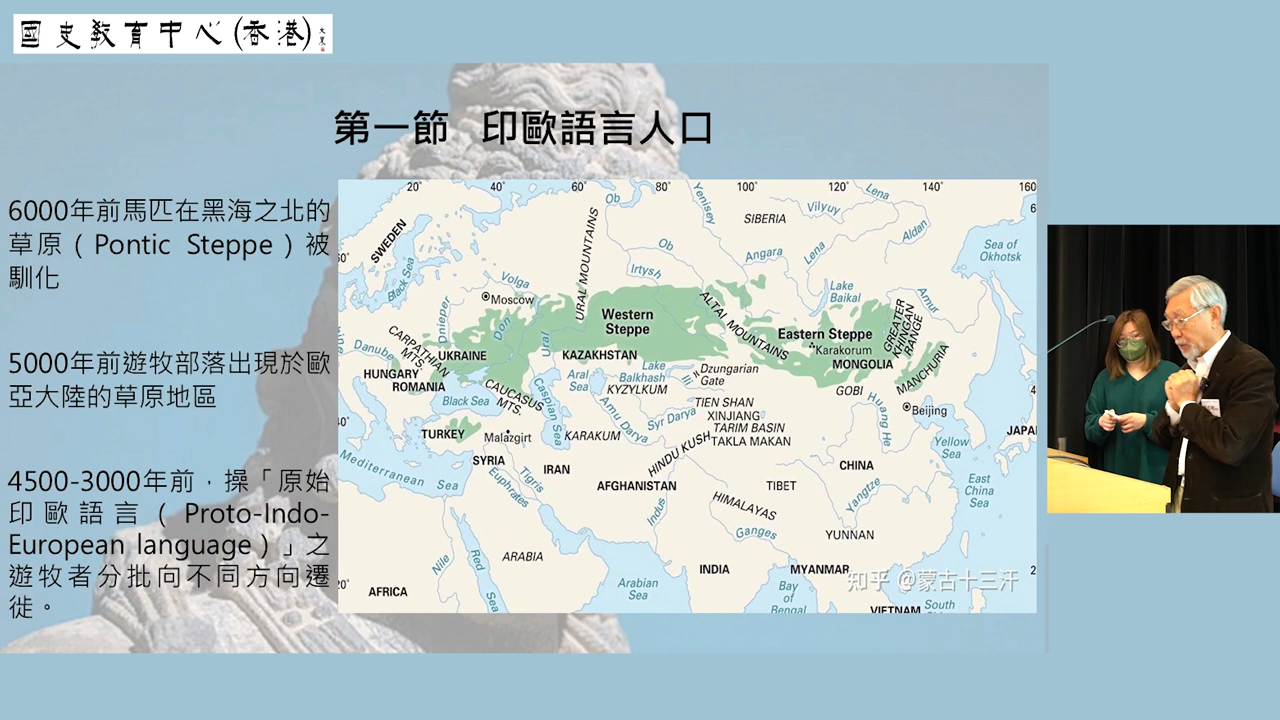 國史教育中心(香港)
第一節 印歐語言人口
6000年前馬匹在黑海之北的
草原（Pontic Steppe）被
馴化
5000年前遊牧部落出現於歐
亞大陸的草原地區
4500-3000年前，操「原始
印歐語言（Proto-Indo-
European language）」之
遊牧者分批向不同方向遷
徙。
20°
40°
60°
80°
100°
120°
140°
160
SWEDEN
Black Sea
Volga
Moscow
URAL MOUNTAINS
Ob
Ob
Irtysh
Yenisey
SIBERIA
Vilyuy
Lena
Angara
Lena
Aldan
Sea of
Okhotsk
Lake
Baikal
Amur
GREATER
KHINGAN
RANGE
Dnieper
Don
Western
Steppe
ALTAI MOUNTAINS
Eastern Steppe
Karakorum
MONGOLIA
MANCHURIA
CARPATHIAN
MTS.
Danube
UKRAINE
Ural
KAZAKHSTAN
HUNGARY
ROMANIA
CAUCASUS
MTS.
Caspian Sea
Aral
Sea
Lake
Balkhash
Ili
KYZYLKUM
Dzungarian
Gate
GOBI
Huang He
Beijing
Black Sea
Amu Darya
Syr Darya
TIEN SHAN
XINJIANG
TARIM BASIN
TAKLA MAKAN
TURKEY
Malazgirt
KARAKUM
HINDU KUSH
Yellow
Sea
JAPA
Mediterranean Sea
SYRIA
Tigris
Euphrates
IRAN
AFGHANISTAN
TIBET
CHINA
Yangtze
East
China
Sea
Indus
HIMALAYAS
Ganges
YUNNAN
Nile
Red Sea
ARABIA
Arabian
Sea
INDIA
MYANMAR
Bay
of
Bengal
AFRICA
VIETNAM
South
知乎 @蒙古十三汗